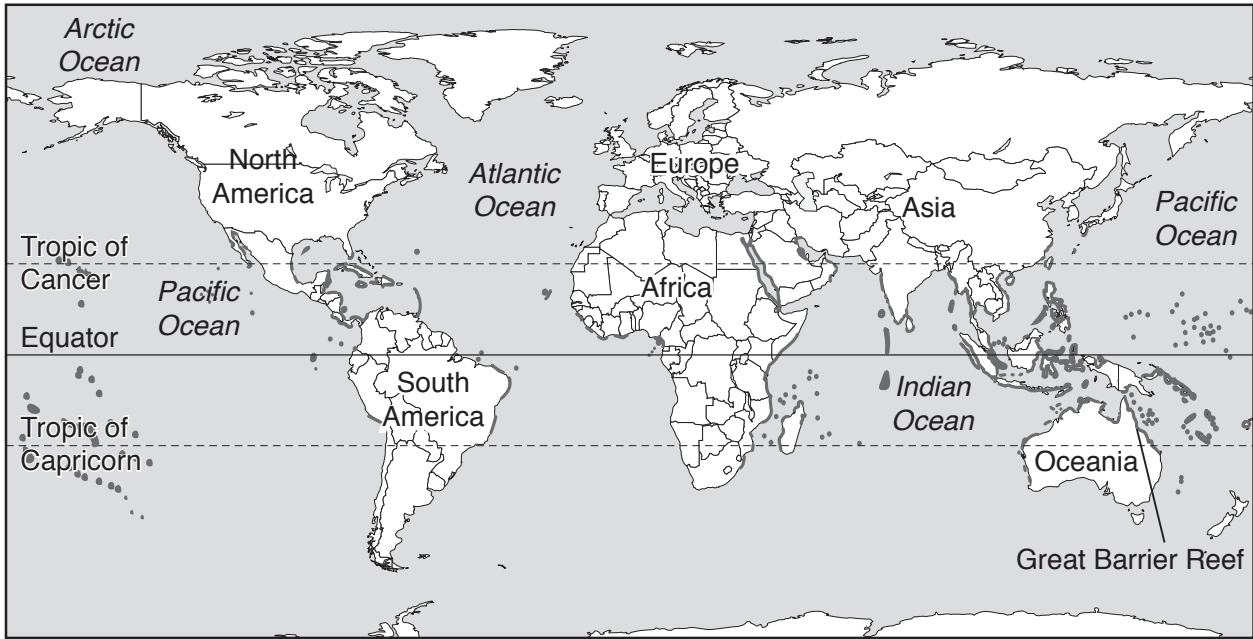 Arctic
Ocean
North
America
Atlantic
Ocean
Europe
Asia
Pacific
Ocean
Tropic of
Cancer
Pacific
Ocean
Africa
Equator
South
America
Indian
Ocean
Tropic of
Capricorn
Oceania
Great Barrier Reef